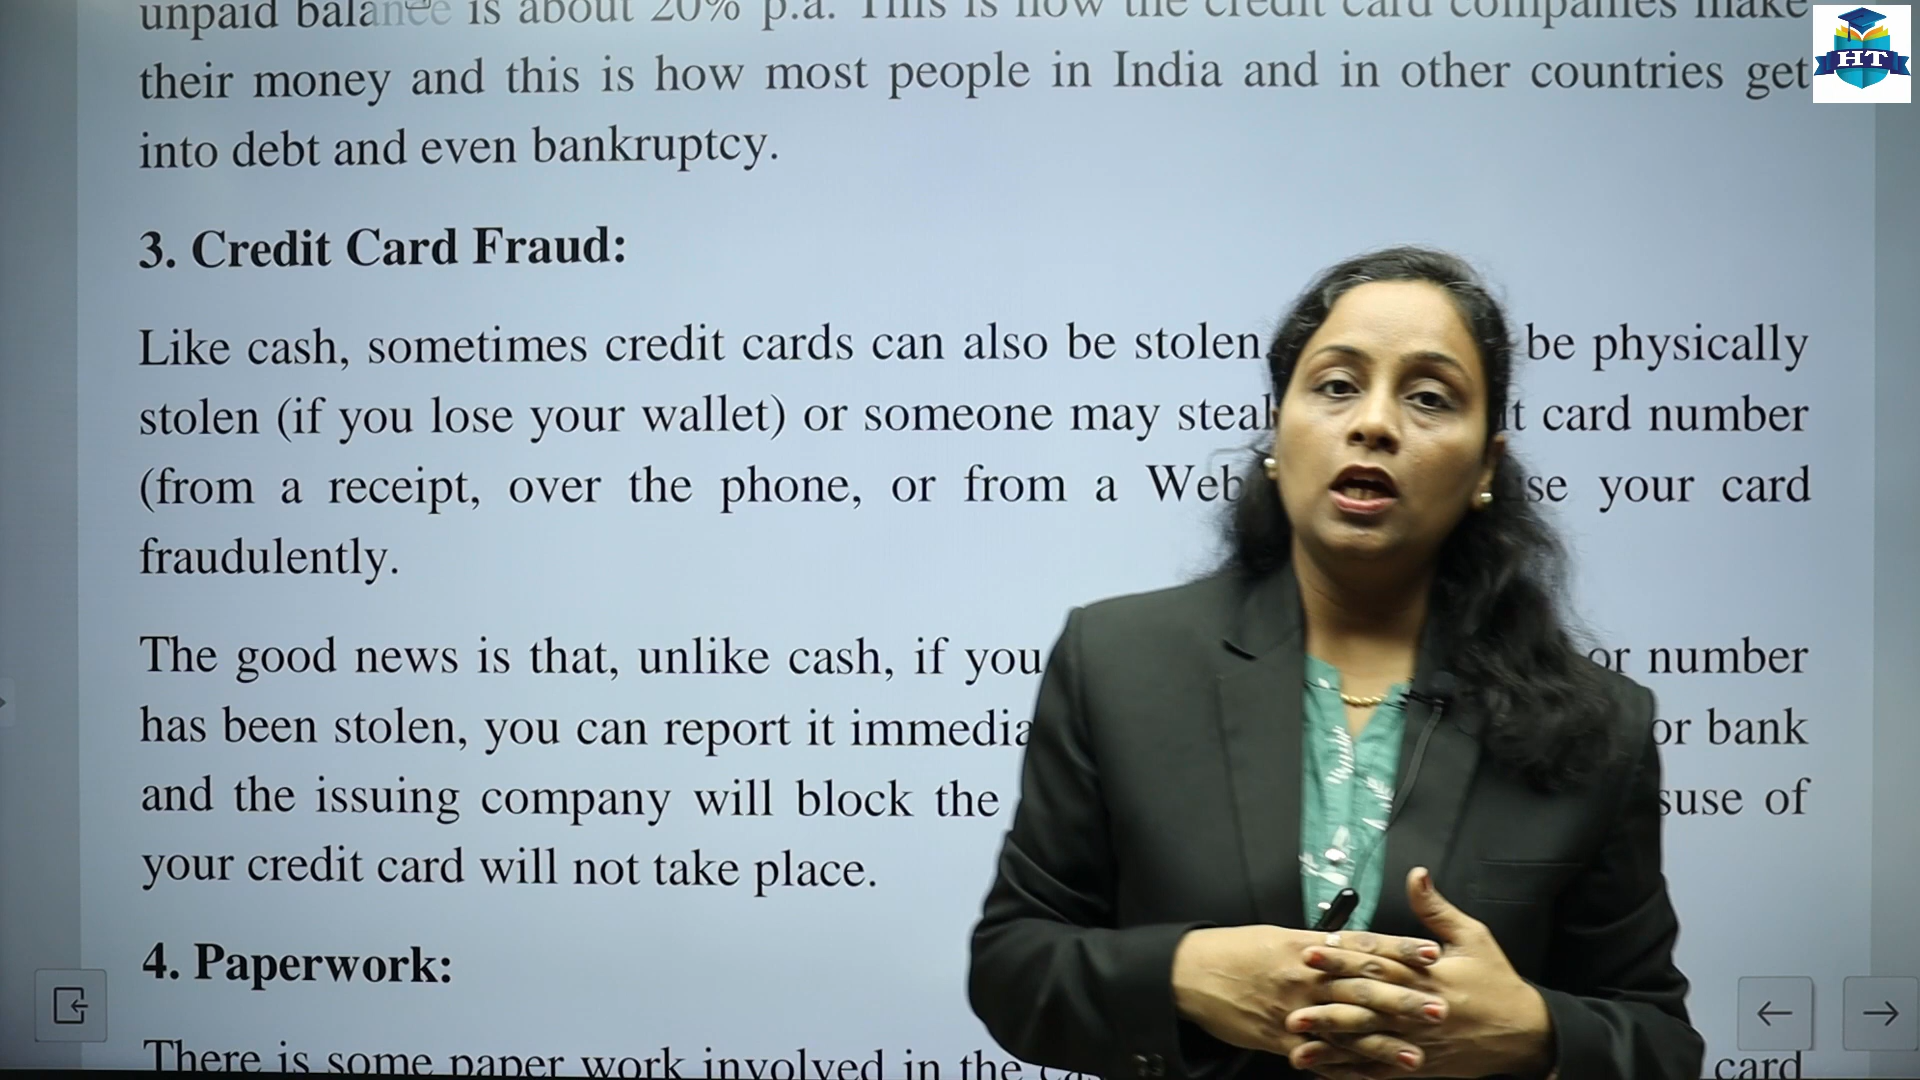 unpaid balance is about 20% p.a. This is how the credit card companies make
their money and this is how most people in India and in other countries get
into debt and even bankruptcy.
HT
3. Credit Card Fraud:
Like cash, sometimes credit cards can also be stolen be physically
stolen (if you lose your wallet) or someone may steal card number
(from a receipt, over the phone, or from a Web your card
fraudulently.
The good news is that, unlike cash, if you or number
has been stolen, you can report it or bank
and the issuing company will block the of
your credit card will not take place.
4. Paperwork:
There is some paper work involved in the card